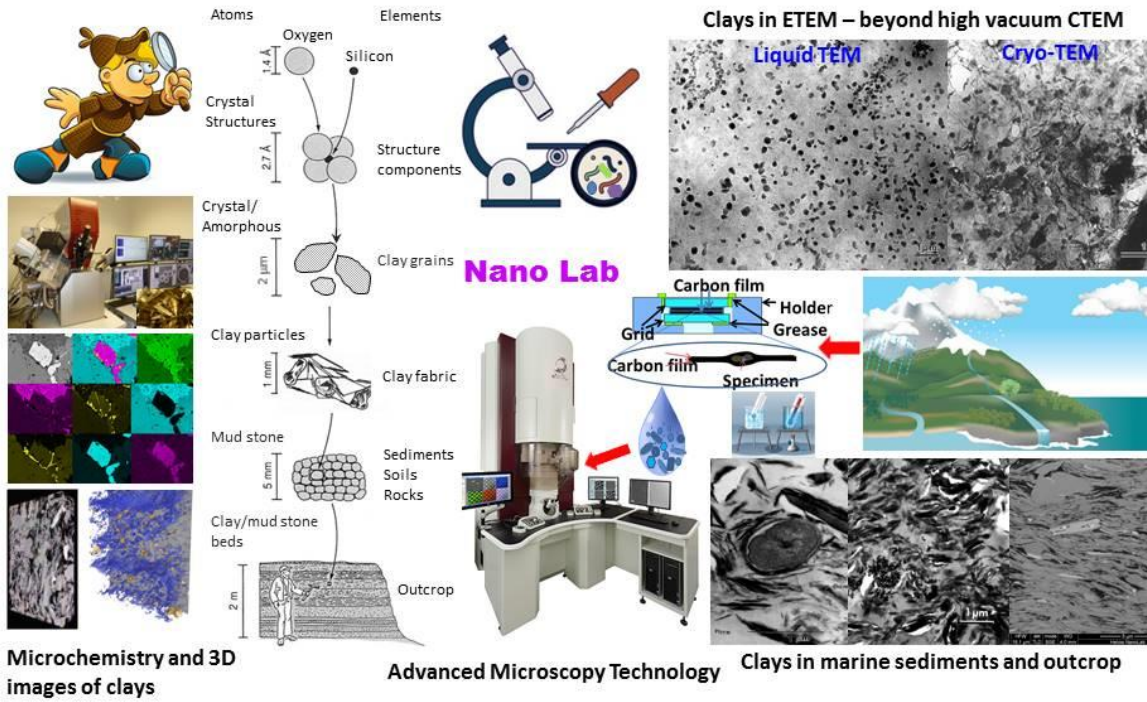 Atoms
Elements
Oxygen
1.4 Å
Silicon
Crystal
Structures
2.7 Å
Structure
components
Crystal/
Amorphous
2 μm
Clay grains
Clay particles
1 mm
Clay fabric
Mud stone
5 mm
Sediments
Soils
Rocks
Clay/mud stone
beds
2 m
Outcrop
Microchemistry and 3D
images of clays
Nano Lab
Advanced Microscopy Technology
Clays in ETEM – beyond high vacuum CTEM
Liquid TEM
Cryo-TEM
Carbon film
Holder
Grease
Grid
Carbon film
Specimen
1 μm
Clays in marine sediments and outcrop